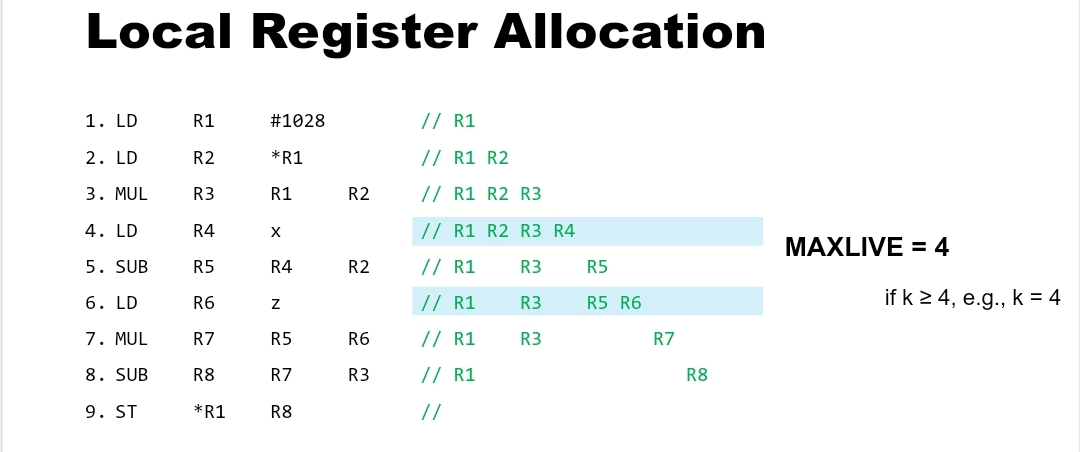 Local Register Allocation
1. LD R1 #1028 // R1
2. LD R2 *R1 // R1 R2
3. MUL R3 R1 R2 // R1 R2 R3
4. LD R4 x // R1 R2 R3 R4
MAXLIVE = 4
5. SUB R5 R4 R2 // R1 R3 R5
6. LD R6 z // R1 R3 R5 R6
if k ≥ 4, e.g., k = 4
7. MUL R7 R5 R6 // R1 R3 R7
8. SUB R8 R7 R3 // R1 R8
9. ST *R1 R8 //